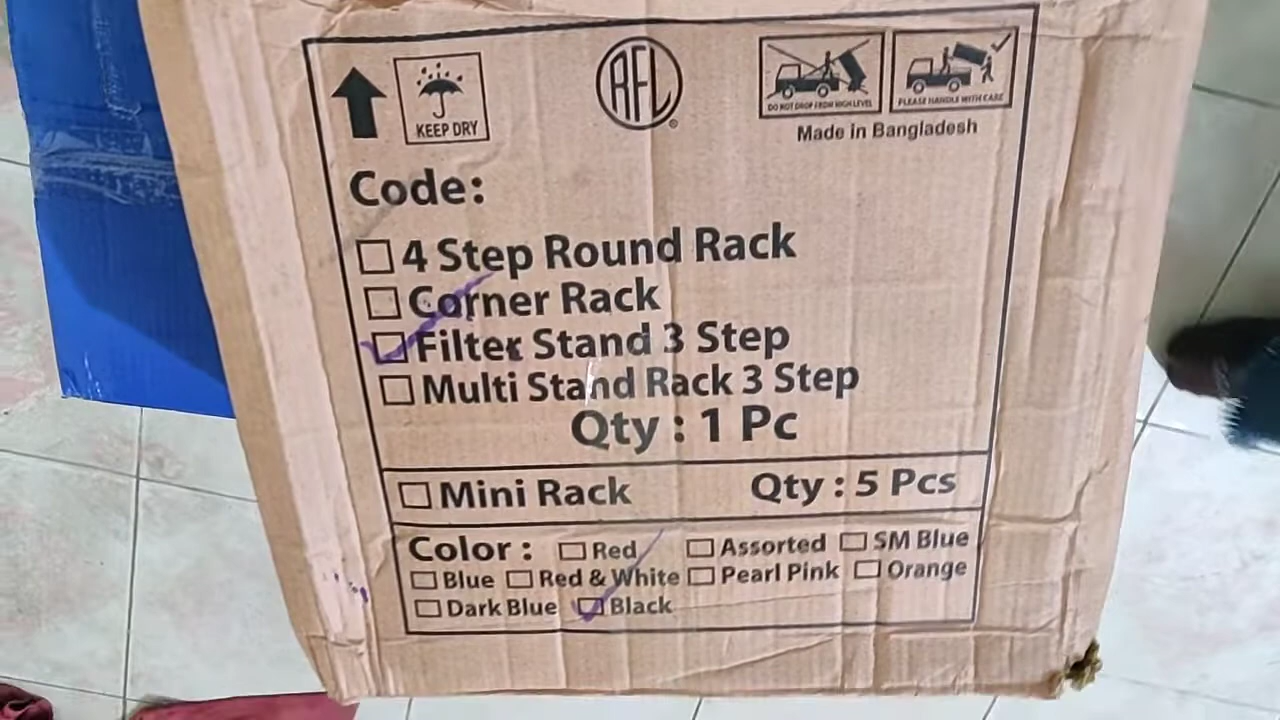 KEEP DRY
RFL
DO NOT DROP FROM HIGH LEVEL
PLEASE HANDLE WITH CARE
Made in Bangladesh
Code:
4 Step Round Rack
Corner Rack
Filter Stand 3 Step
Multi Stand Rack 3 Step
Qty : 1 Pc
Mini Rack Qty : 5 Pcs
Color : Red Assorted SM Blue
Blue Red & White Pearl Pink Orange
Dark Blue Black